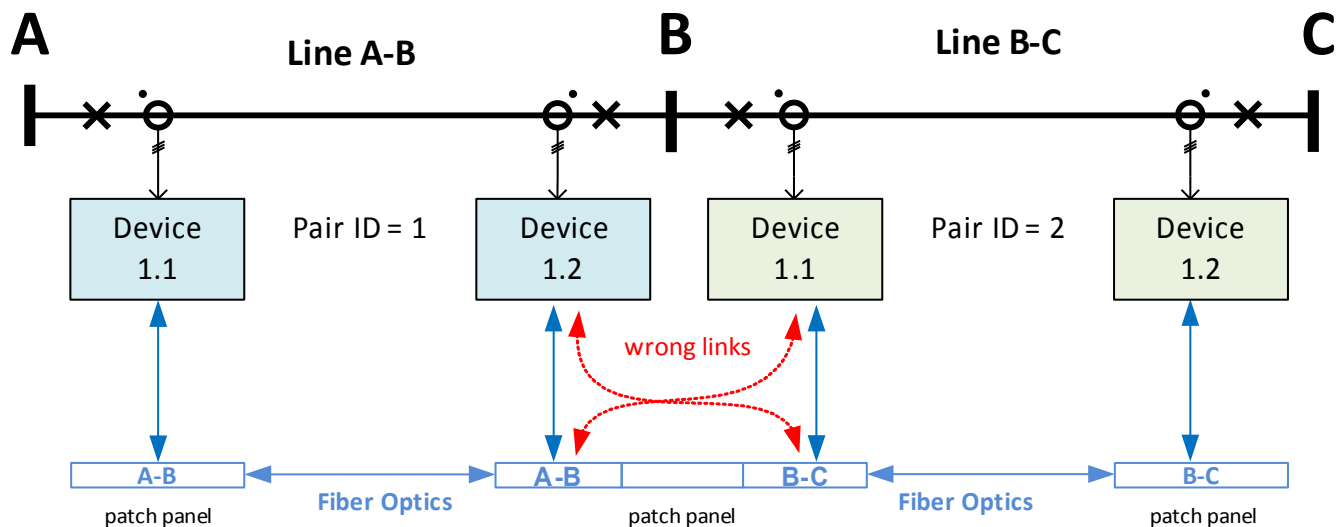 A
B
C
Line A-B
Line B-C
Device
1.1
Pair ID = 1
Device
1.2
Device
1.1
Pair ID = 2
Device
1.2
wrong links
A-B
A-B
B-C
B-C
Fiber Optics
Fiber Optics
patch panel
patch panel
patch panel